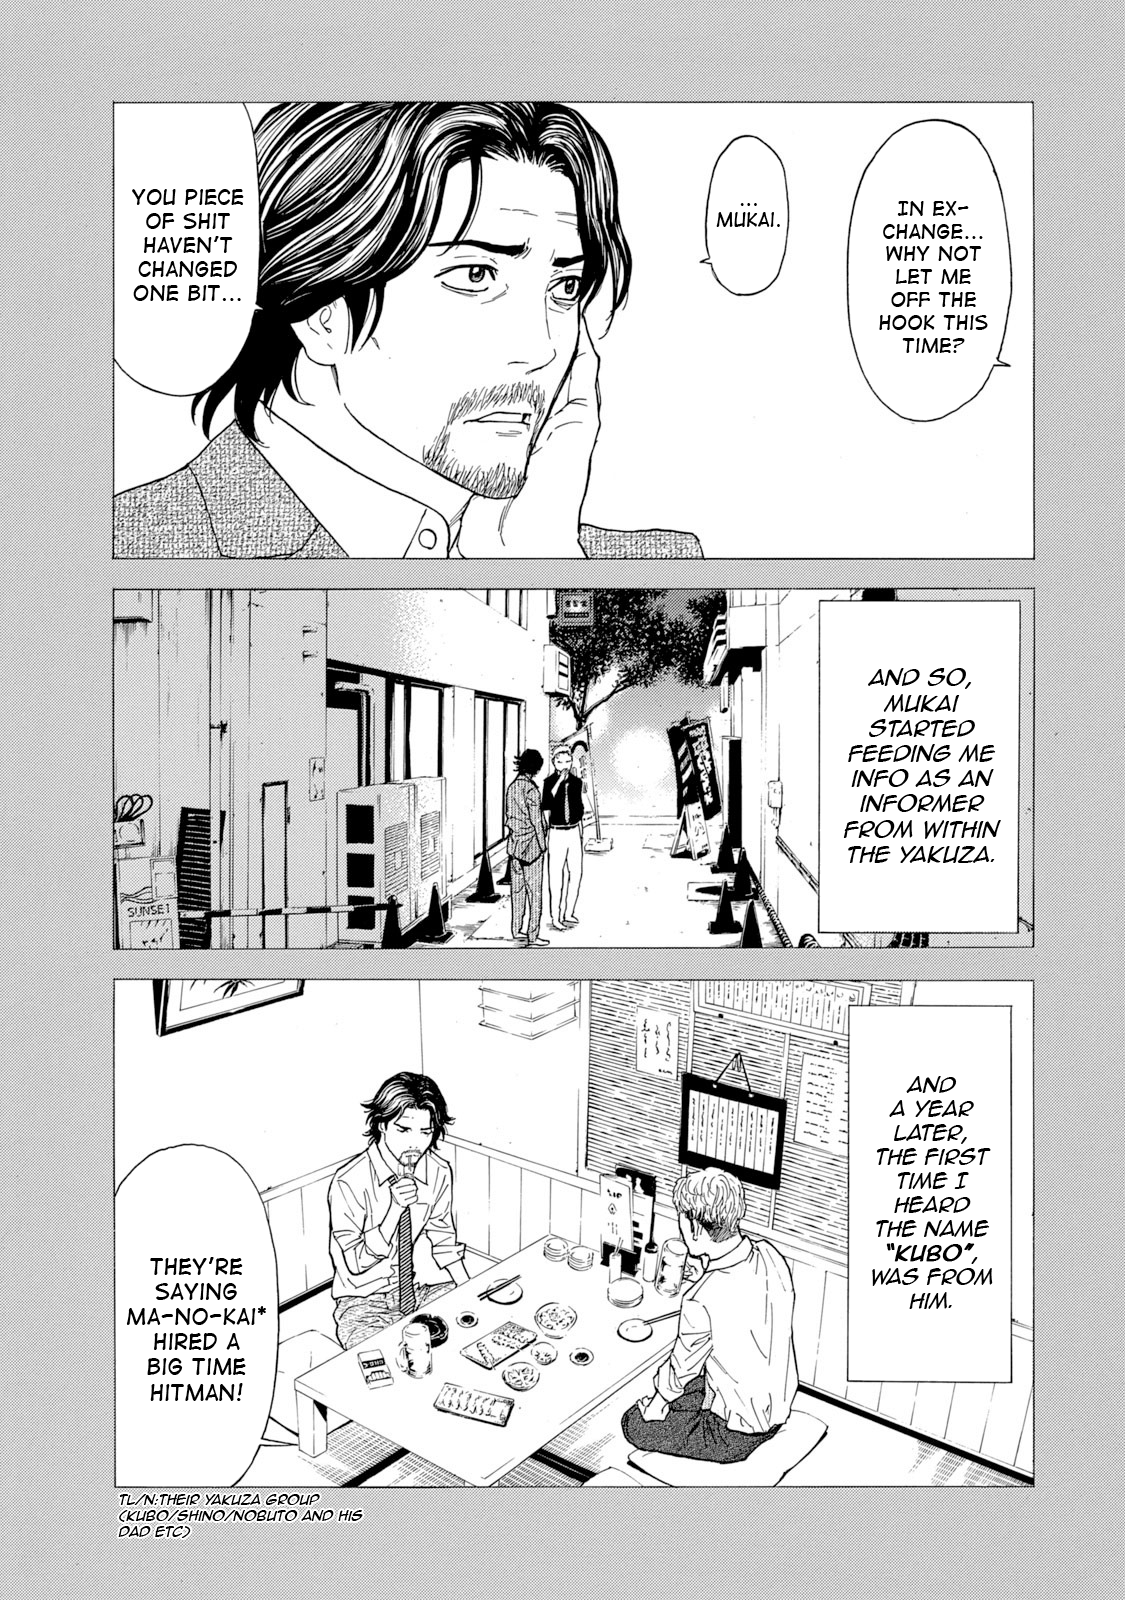 IN EX-
CHANGE...
WHY NOT
LET ME
OFF THE
HOOK THIS
TIME?
...
MUKAI.
YOU PIECE
OF SHIT
HAVEN'T
CHANGED
ONE BIT...
AND SO,
MUKAI
STARTED
FEEDING ME
INFO AS AN
INFORMER
FROM WITHIN
THE YAKUZA.
SUNSET
AND
A YEAR
LATER,
THE FIRST
TIME I
HEARD
THE NAME
"KUBO",
WAS FROM
HIM.
THEY'RE
SAYING
MA-NO-KAI*
HIRED A
BIG TIME
HITMAN!
TL/N:THEIR YAKUZA GROUP
(KUBO/SHINO/NOBUTO AND HIS
DAD ETC)